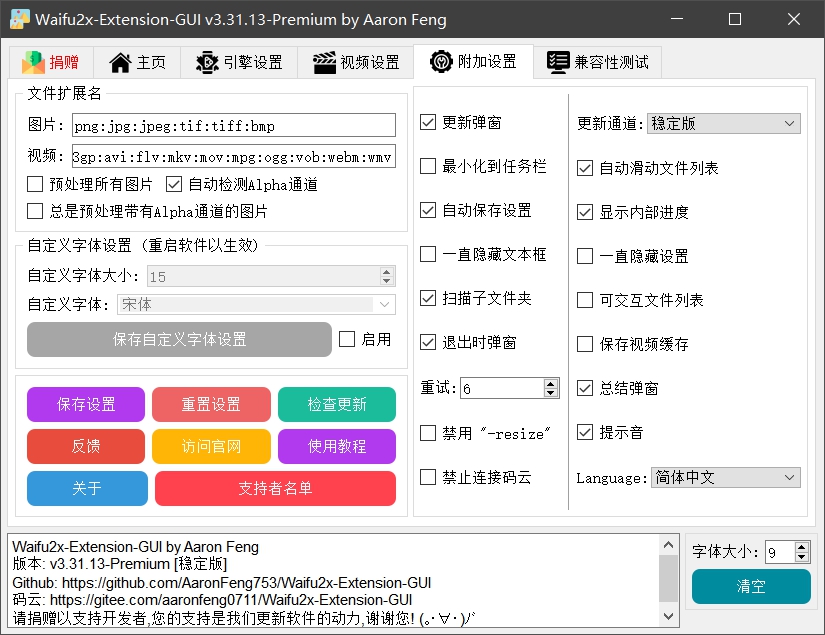 Waifu2x-Extension-GUI v3.31.13-Premium by Aaron Feng
捐赠 主页 引擎设置 视频设置 附加设置 兼容性测试
文件扩展名
图片: png:jpg:jpeg:tif:tiff:bmp
视频: 3gp:avi:flv:mkv:mov:mpg:ogg:vob:webm:wmv
预处理所有图片 自动检测Alpha通道
总是预处理带有Alpha通道的图片
自定义字体设置 (重启软件以生效)
自定义字体大小: 15
自定义字体: 宋体
保存自定义字体设置 启用
保存设置 重置设置 检查更新
反馈 访问官网 使用教程
关于 支持者名单
更新弹窗
最小化到任务栏
自动保存设置
一直隐藏文本框
扫描子文件夹
退出时弹窗
重试: 6
禁用 "-resize"
禁止连接码云
更新通道: 稳定版
自动滑动文件列表
显示内部进度
一直隐藏设置
可交互文件列表
保存视频缓存
总结弹窗
提示音
Language: 简体中文
Waifu2x-Extension-GUI by Aaron Feng
版本: v3.31.13-Premium [稳定版]
Github: https://github.com/AaronFeng753/Waifu2x-Extension-GUI
码云: https://gitee.com/aaronfeng0711/Waifu2x-Extension-GUI
请捐赠以支持开发者,您的支持是我们更新软件的动力,谢谢您! (｡･∀･)ﾉﾞ
字体大小: 9
清空